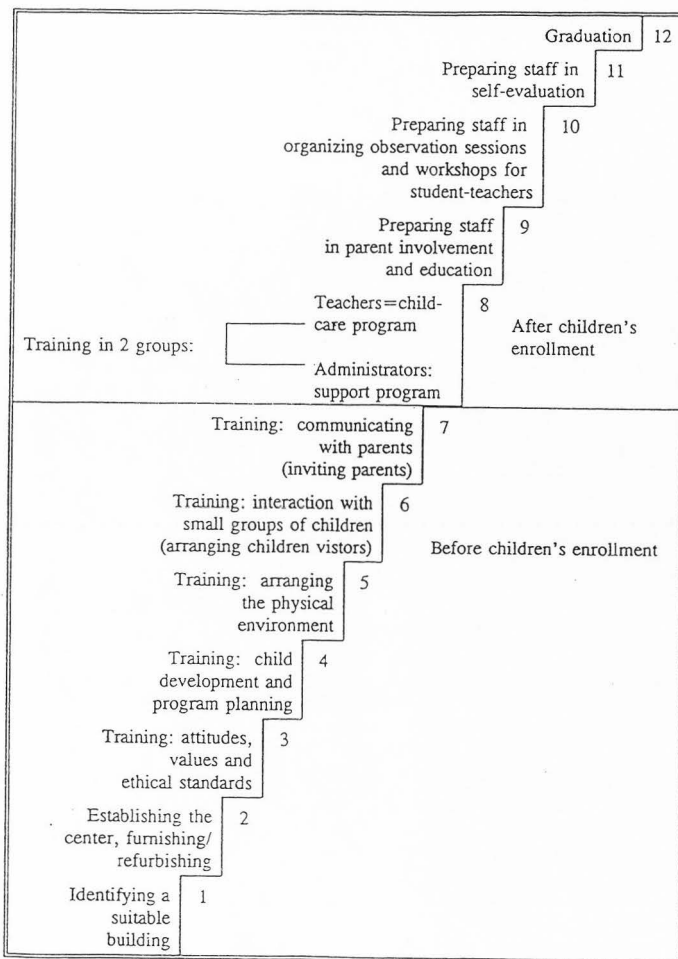 Graduation 12
Preparing staff in 11
self-evaluation
Preparing staff in 10
organizing observation sessions
and workshops for
student-teachers
Preparing staff 9
in parent involvement
and education
Teachers=child- 8
care program
After children's
enrollment
Training in 2 groups:
Administrators:
support program
Training: communicating 7
with parents
(inviting parents)
Training: interaction with 6
small groups of children
(arranging children vistors)
Before children's enrollment
Training: arranging 5
the physical
environment
Training: child 4
development and
program planning
Training: attitudes, 3
values and
ethical standards
Establishing the 2
center, furnishing/
refurbishing
Identifying a 1
suitable
building